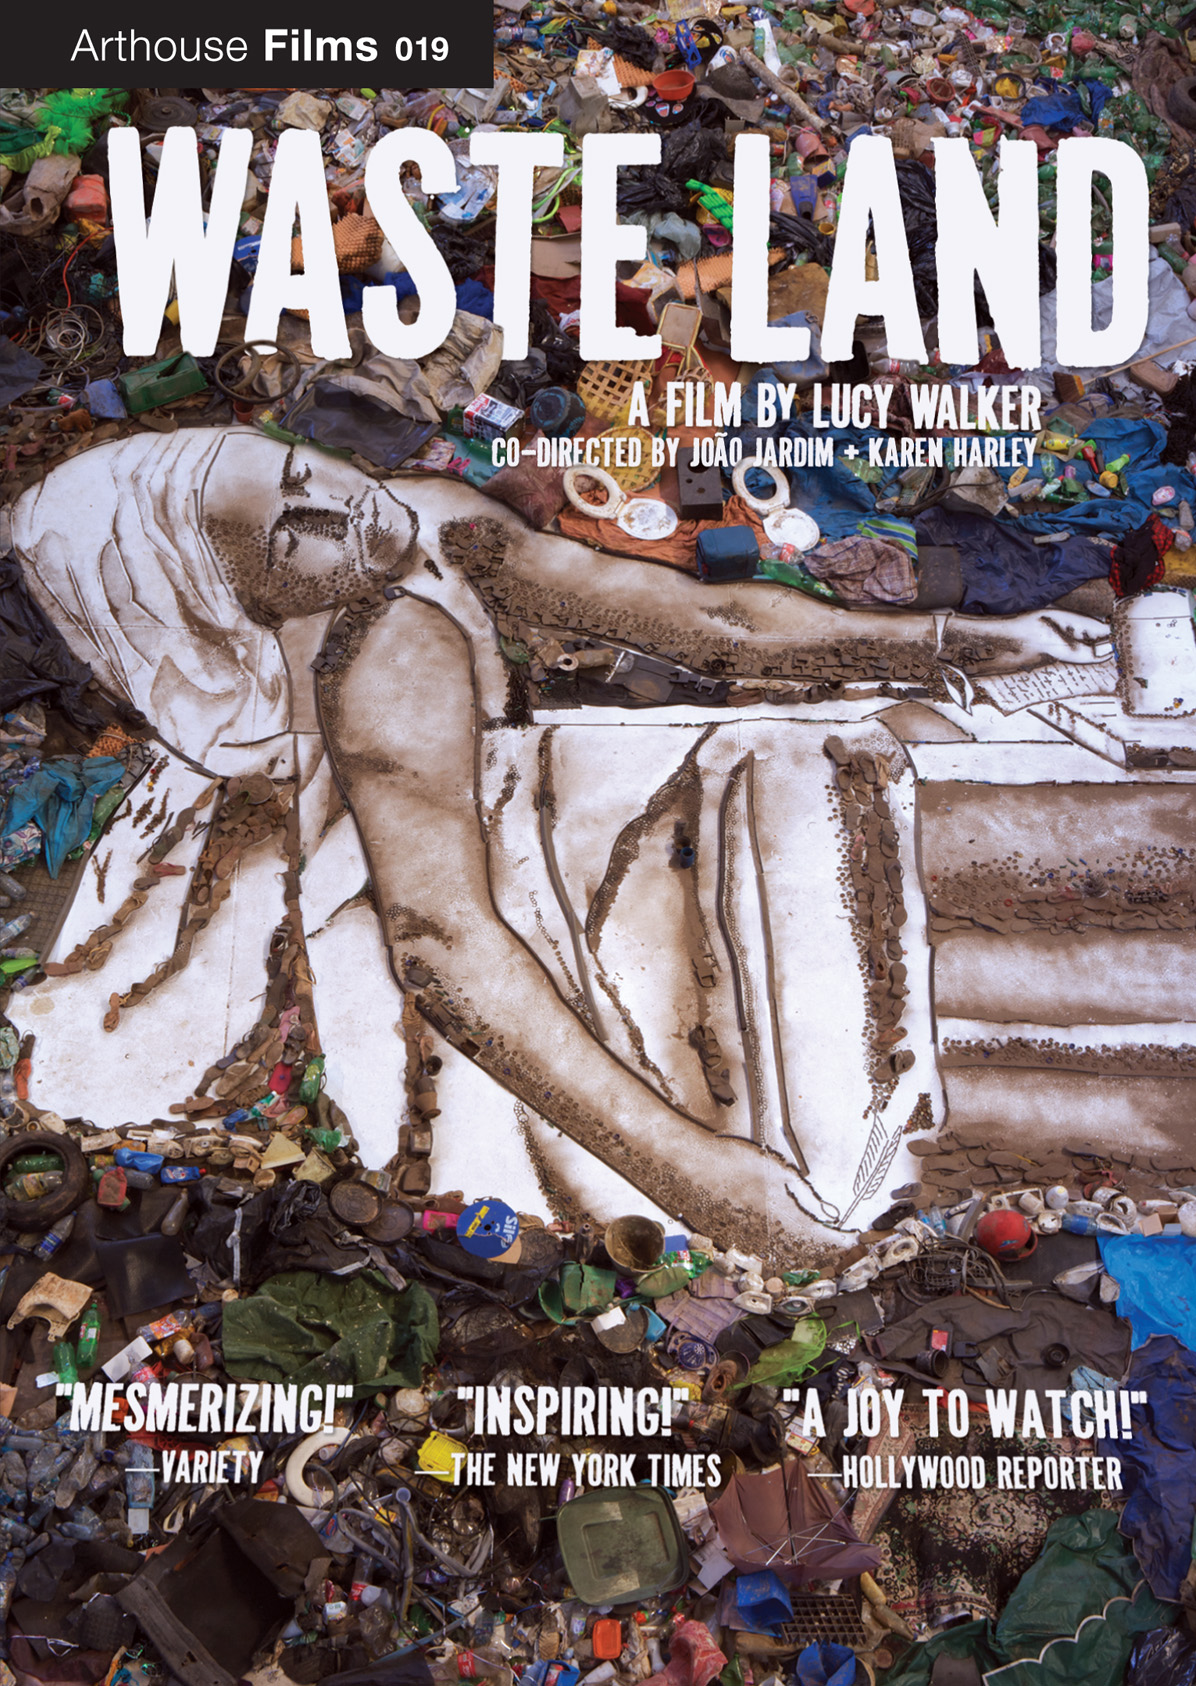 Arthouse Films 019
WASTE LAND
A FILM BY LUCY WALKER
CO-DIRECTED BY JOÃO JARDIM + KAREN HARLEY
"MESMERIZING!" "INSPIRING!" "A JOY TO WATCH!"
—VARIETY —THE NEW YORK TIMES —HOLLYWOOD REPORTER